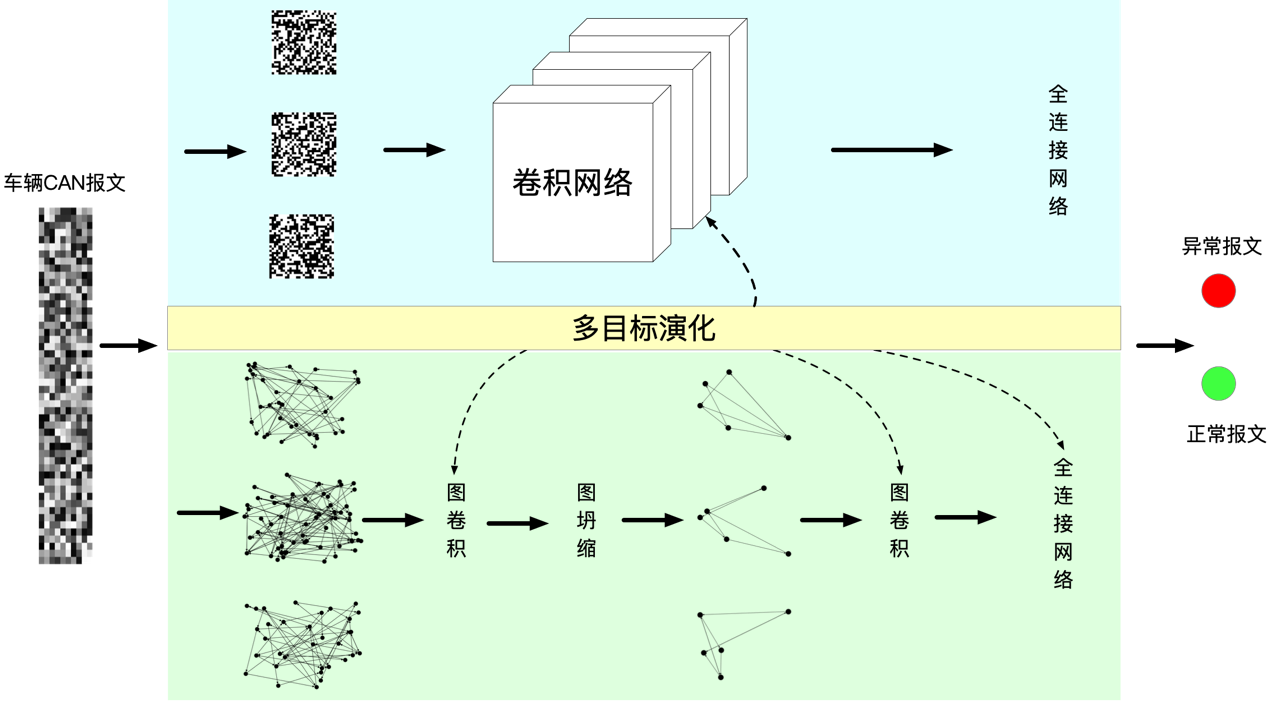 车辆CAN报文
卷积网络
全连接网络
多目标演化
图卷积
图坍缩
图卷积
全连接网络
异常报文
正常报文